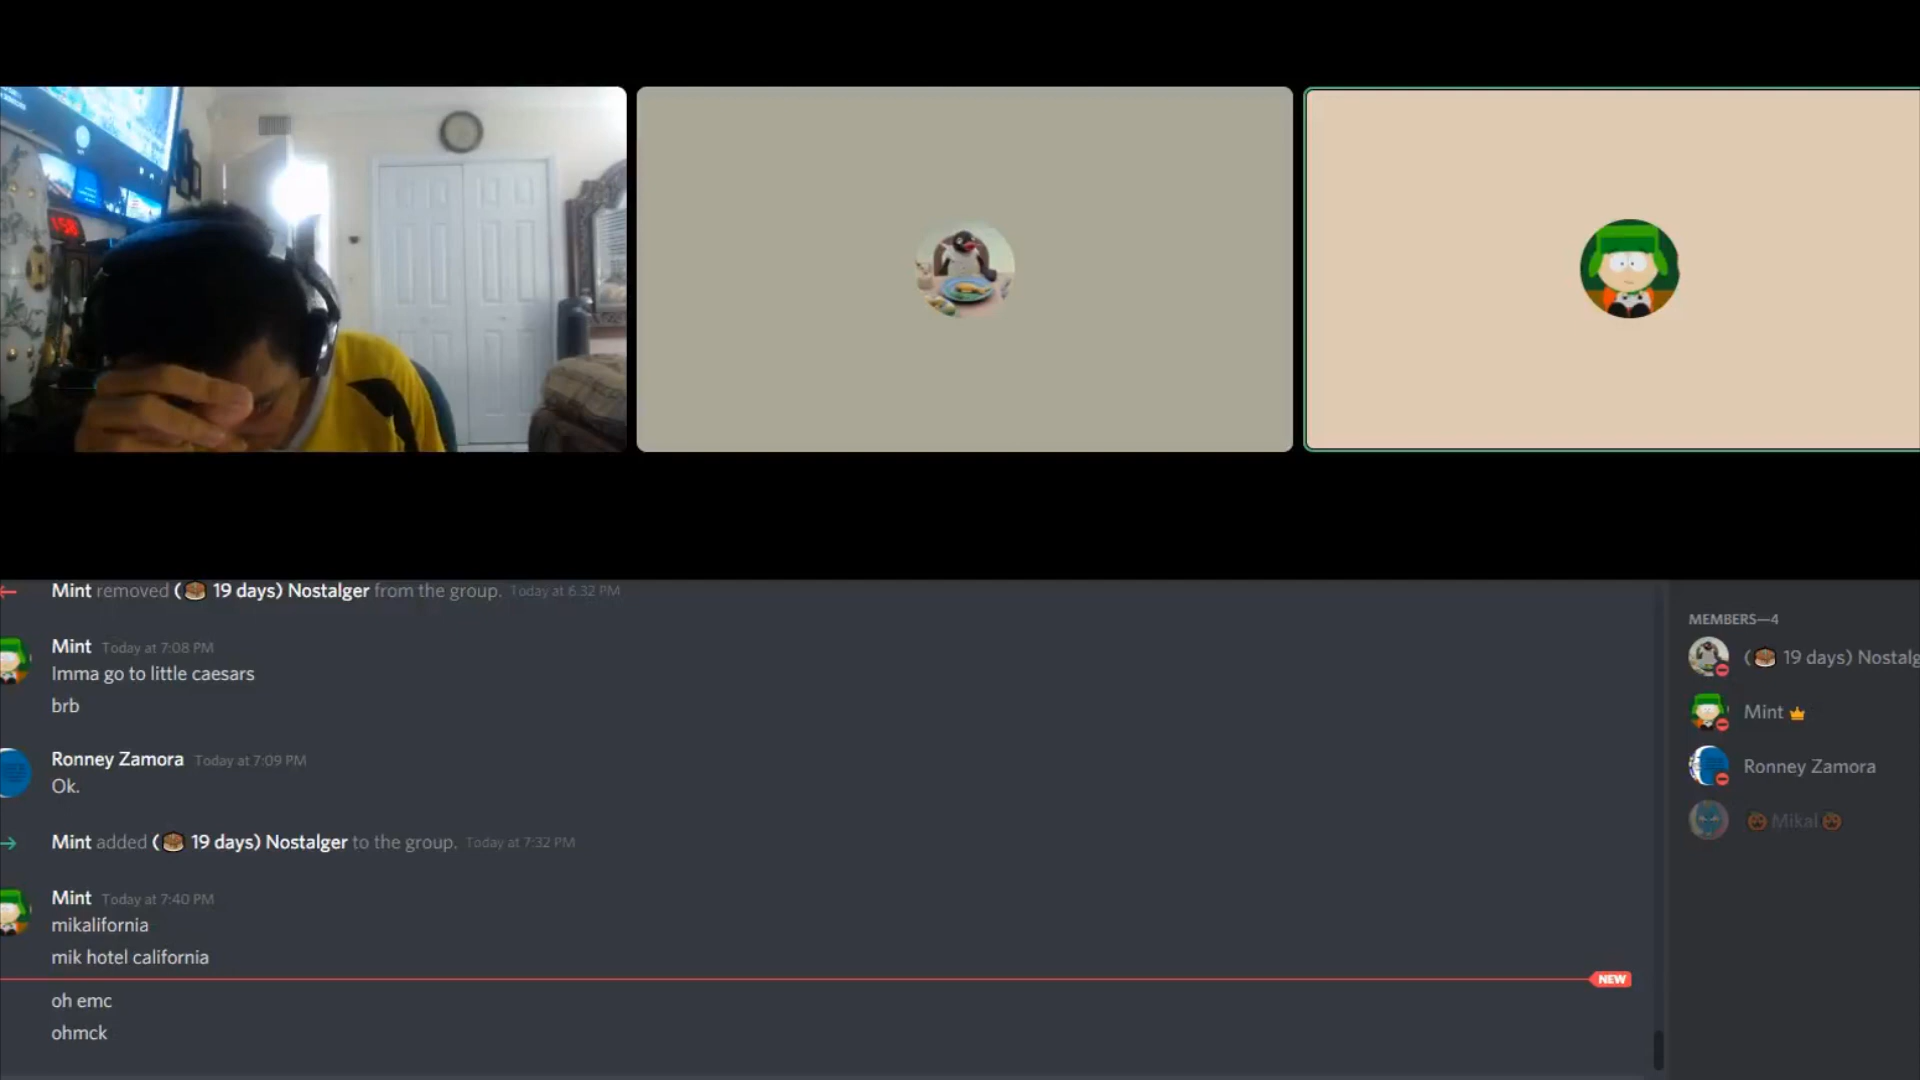 1:58
Mint removed ( 19 days) Nostalger from the group. Today at 6:32 PM
Mint Today at 7:08 PM
Imma go to little caesars
brb
Ronney Zamora Today at 7:09 PM
Ok.
Mint added ( 19 days) Nostalger to the group. Today at 7:32 PM
Mint Today at 7:40 PM
mikalifornia
mik hotel california
NEW
oh emc
ohmck
MEMBERS—4
( 19 days) Nostalg
Mint
Ronney Zamora
Mikal